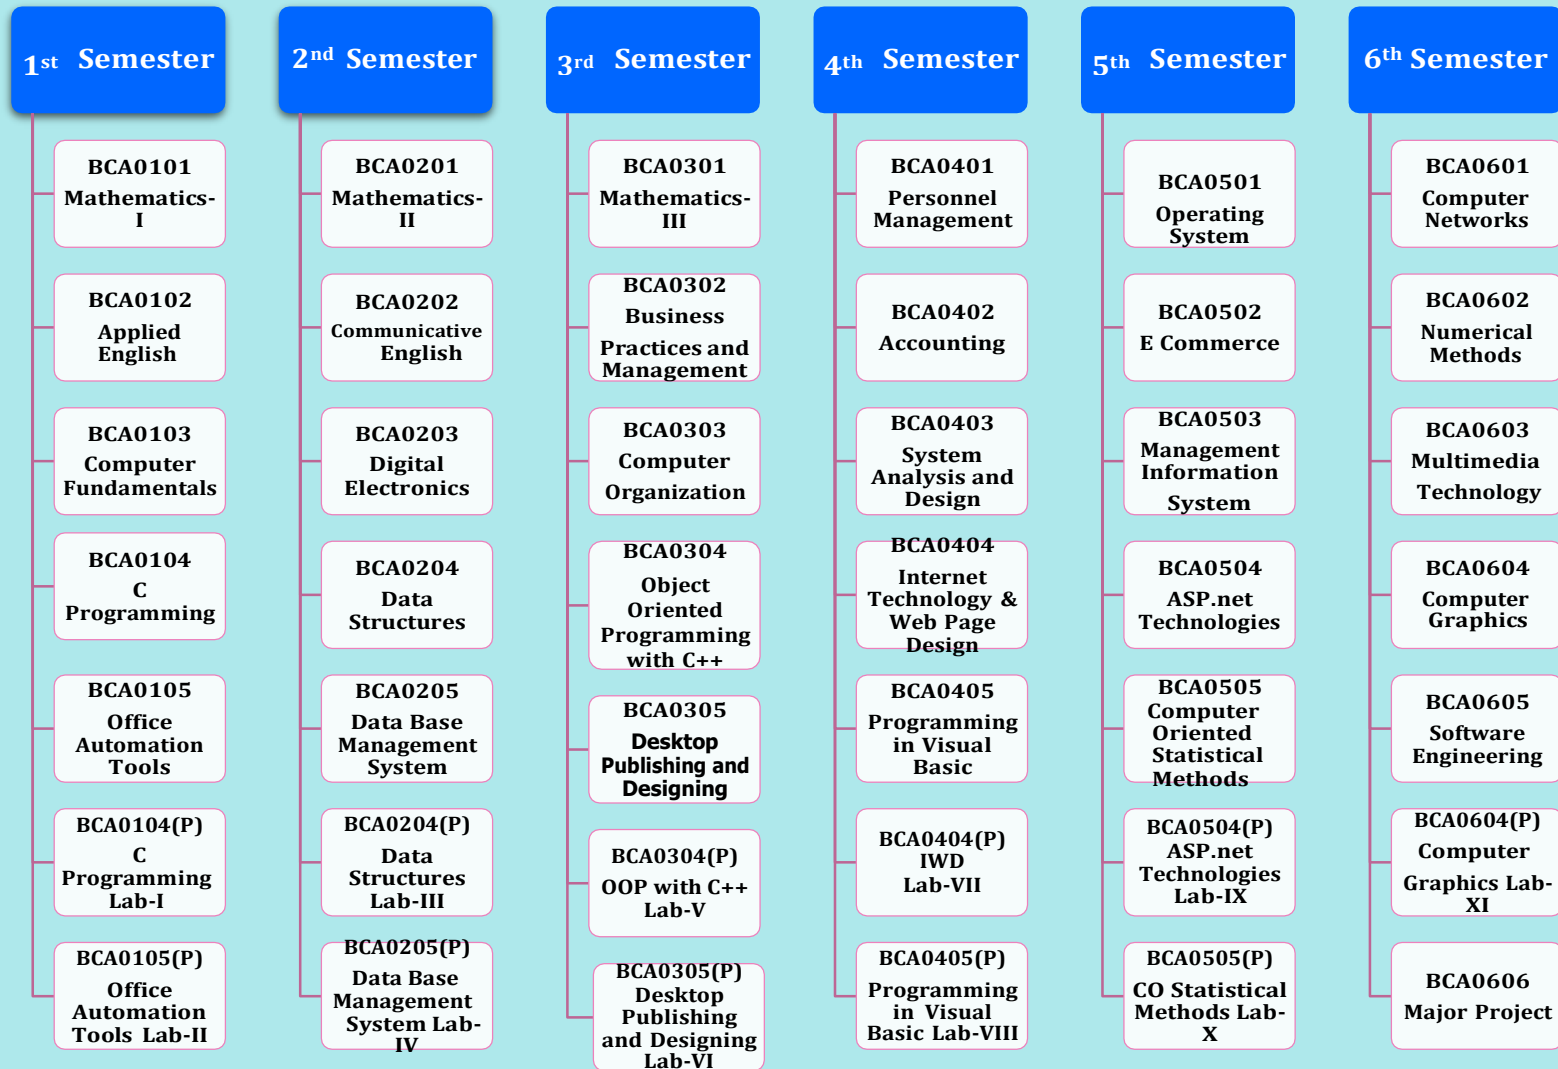 1st Semester
BCA0101
Mathematics-
I
BCA0102
Applied
English
BCA0103
Computer
Fundamentals
BCA0104
C
Programming
BCA0105
Office
Automation
Tools
BCA0104(P)
C
Programming
Lab-I
BCA0105(P)
Office
Automation
Tools Lab-II
2nd Semester
BCA0201
Mathematics-
II
BCA0202
Communicative
English
BCA0203
Digital
Electronics
BCA0204
Data
Structures
BCA0205
Data Base
Management
System
BCA0204(P)
Data
Structures
Lab-III
BCA0205(P)
Data Base
Management
System Lab-
IV
3rd Semester
BCA0301
Mathematics-
III
BCA0302
Business
Practices and
Management
BCA0303
Computer
Organization
BCA0304
Object
Oriented
Programming
with C++
BCA0305
Desktop
Publishing and
Designing
BCA0304(P)
OOP with C++
Lab-V
BCA0305(P)
Desktop
Publishing
and Designing
Lab-VI
4th Semester
BCA0401
Personnel
Management
BCA0402
Accounting
BCA0403
System
Analysis and
Design
BCA0404
Internet
Technology &
Web Page
Design
BCA0405
Programming
in Visual
Basic
BCA0404(P)
IWD
Lab-VII
BCA0405(P)
Programming
in Visual
Basic Lab-VIII
5th Semester
BCA0501
Operating
System
BCA0502
E Commerce
BCA0503
Management
Information
System
BCA0504
ASP.net
Technologies
BCA0505
Computer
Oriented
Statistical
Methods
BCA0504(P)
ASP.net
Technologies
Lab-IX
BCA0505(P)
CO Statistical
Methods Lab-
X
6th Semester
BCA0601
Computer
Networks
BCA0602
Numerical
Methods
BCA0603
Multimedia
Technology
BCA0604
Computer
Graphics
BCA0605
Software
Engineering
BCA0604(P)
Computer
Graphics Lab-
XI
BCA0606
Major Project